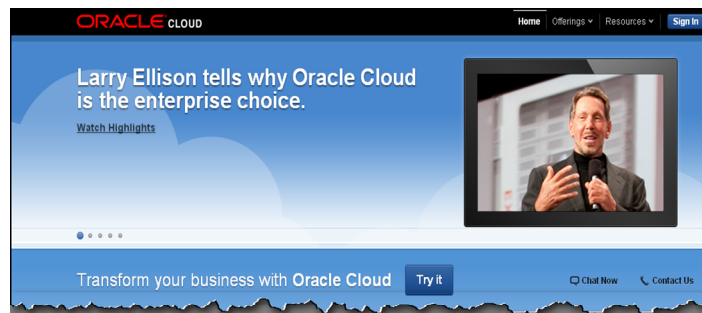 ORACLE CLOUD
Home Offerings Resources Sign In
Larry Ellison tells why Oracle Cloud
is the enterprise choice.
Watch Highlights
Transform your business with Oracle Cloud Try it Chat Now Contact Us